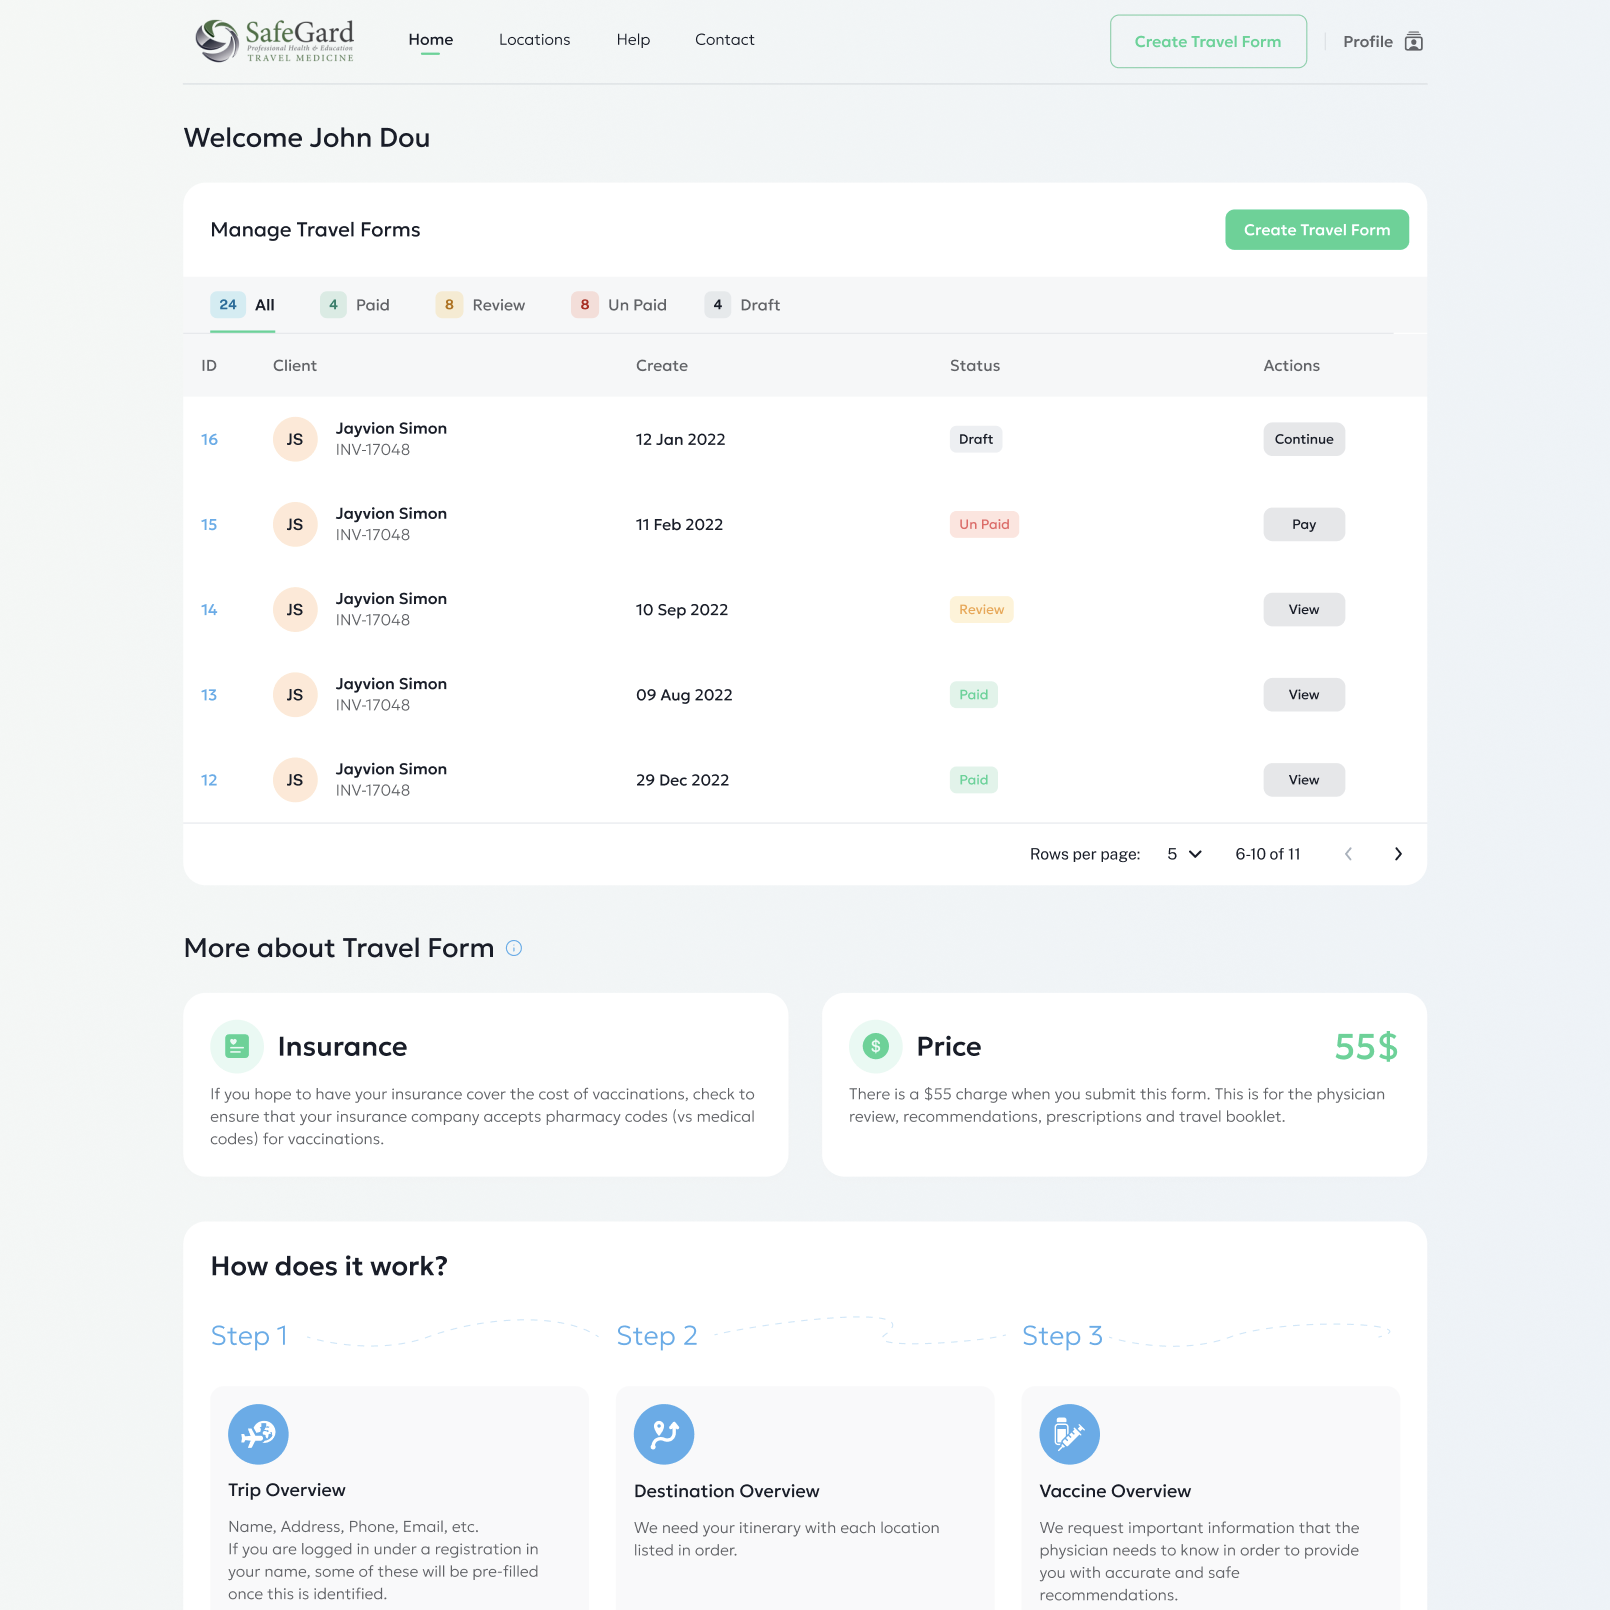 SafeGard
Professional Health & Education
TRAVEL MEDICINE
Home
Locations
Help
Contact
Create Travel Form
Profile
Welcome John Dou
Manage Travel Forms
Create Travel Form
24 All
4 Paid
8 Review
8 Un Paid
4 Draft
ID Client Create Status Actions
16 JS Jayvion Simon 12 Jan 2022 Draft Continue
INV-17048
15 JS Jayvion Simon 11 Feb 2022 Un Paid Pay
INV-17048
14 JS Jayvion Simon 10 Sep 2022 Review View
INV-17048
13 JS Jayvion Simon 09 Aug 2022 Paid View
INV-17048
12 JS Jayvion Simon 29 Dec 2022 Paid View
INV-17048
Rows per page: 5 6-10 of 11
More about Travel Form
Insurance
If you hope to have your insurance cover the cost of vaccinations, check to
ensure that your insurance company accepts pharmacy codes (vs medical
codes) for vaccinations.
Price
55$
There is a $55 charge when you submit this form. This is for the physician
review, recommendations, prescriptions and travel booklet.
How does it work?
Step 1
Step 2
Step 3
Trip Overview
Name, Address, Phone, Email, etc.
If you are logged in under a registration in
your name, some of these will be pre-filled
once this is identified.
Destination Overview
We need your itinerary with each location
listed in order.
Vaccine Overview
We request important information that the
physician needs to know in order to provide
you with accurate and safe
recommendations.